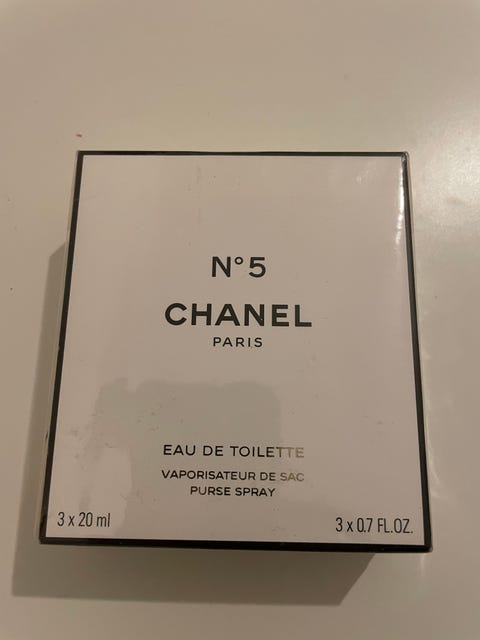 N°5
CHANEL
PARIS
EAU DE TOILETTE
VAPORISATEUR DE SAC
PURSE SPRAY
3 x 20 ml
3 x 0.7 FL.OZ.